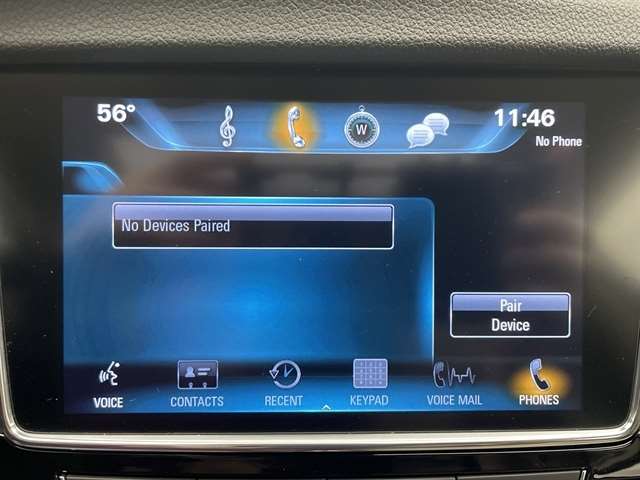 56°
W
11:46
No Phone
No Devices Paired
Pair
Device
VOICE
CONTACTS
RECENT
KEYPAD
VOICE MAIL
PHONES